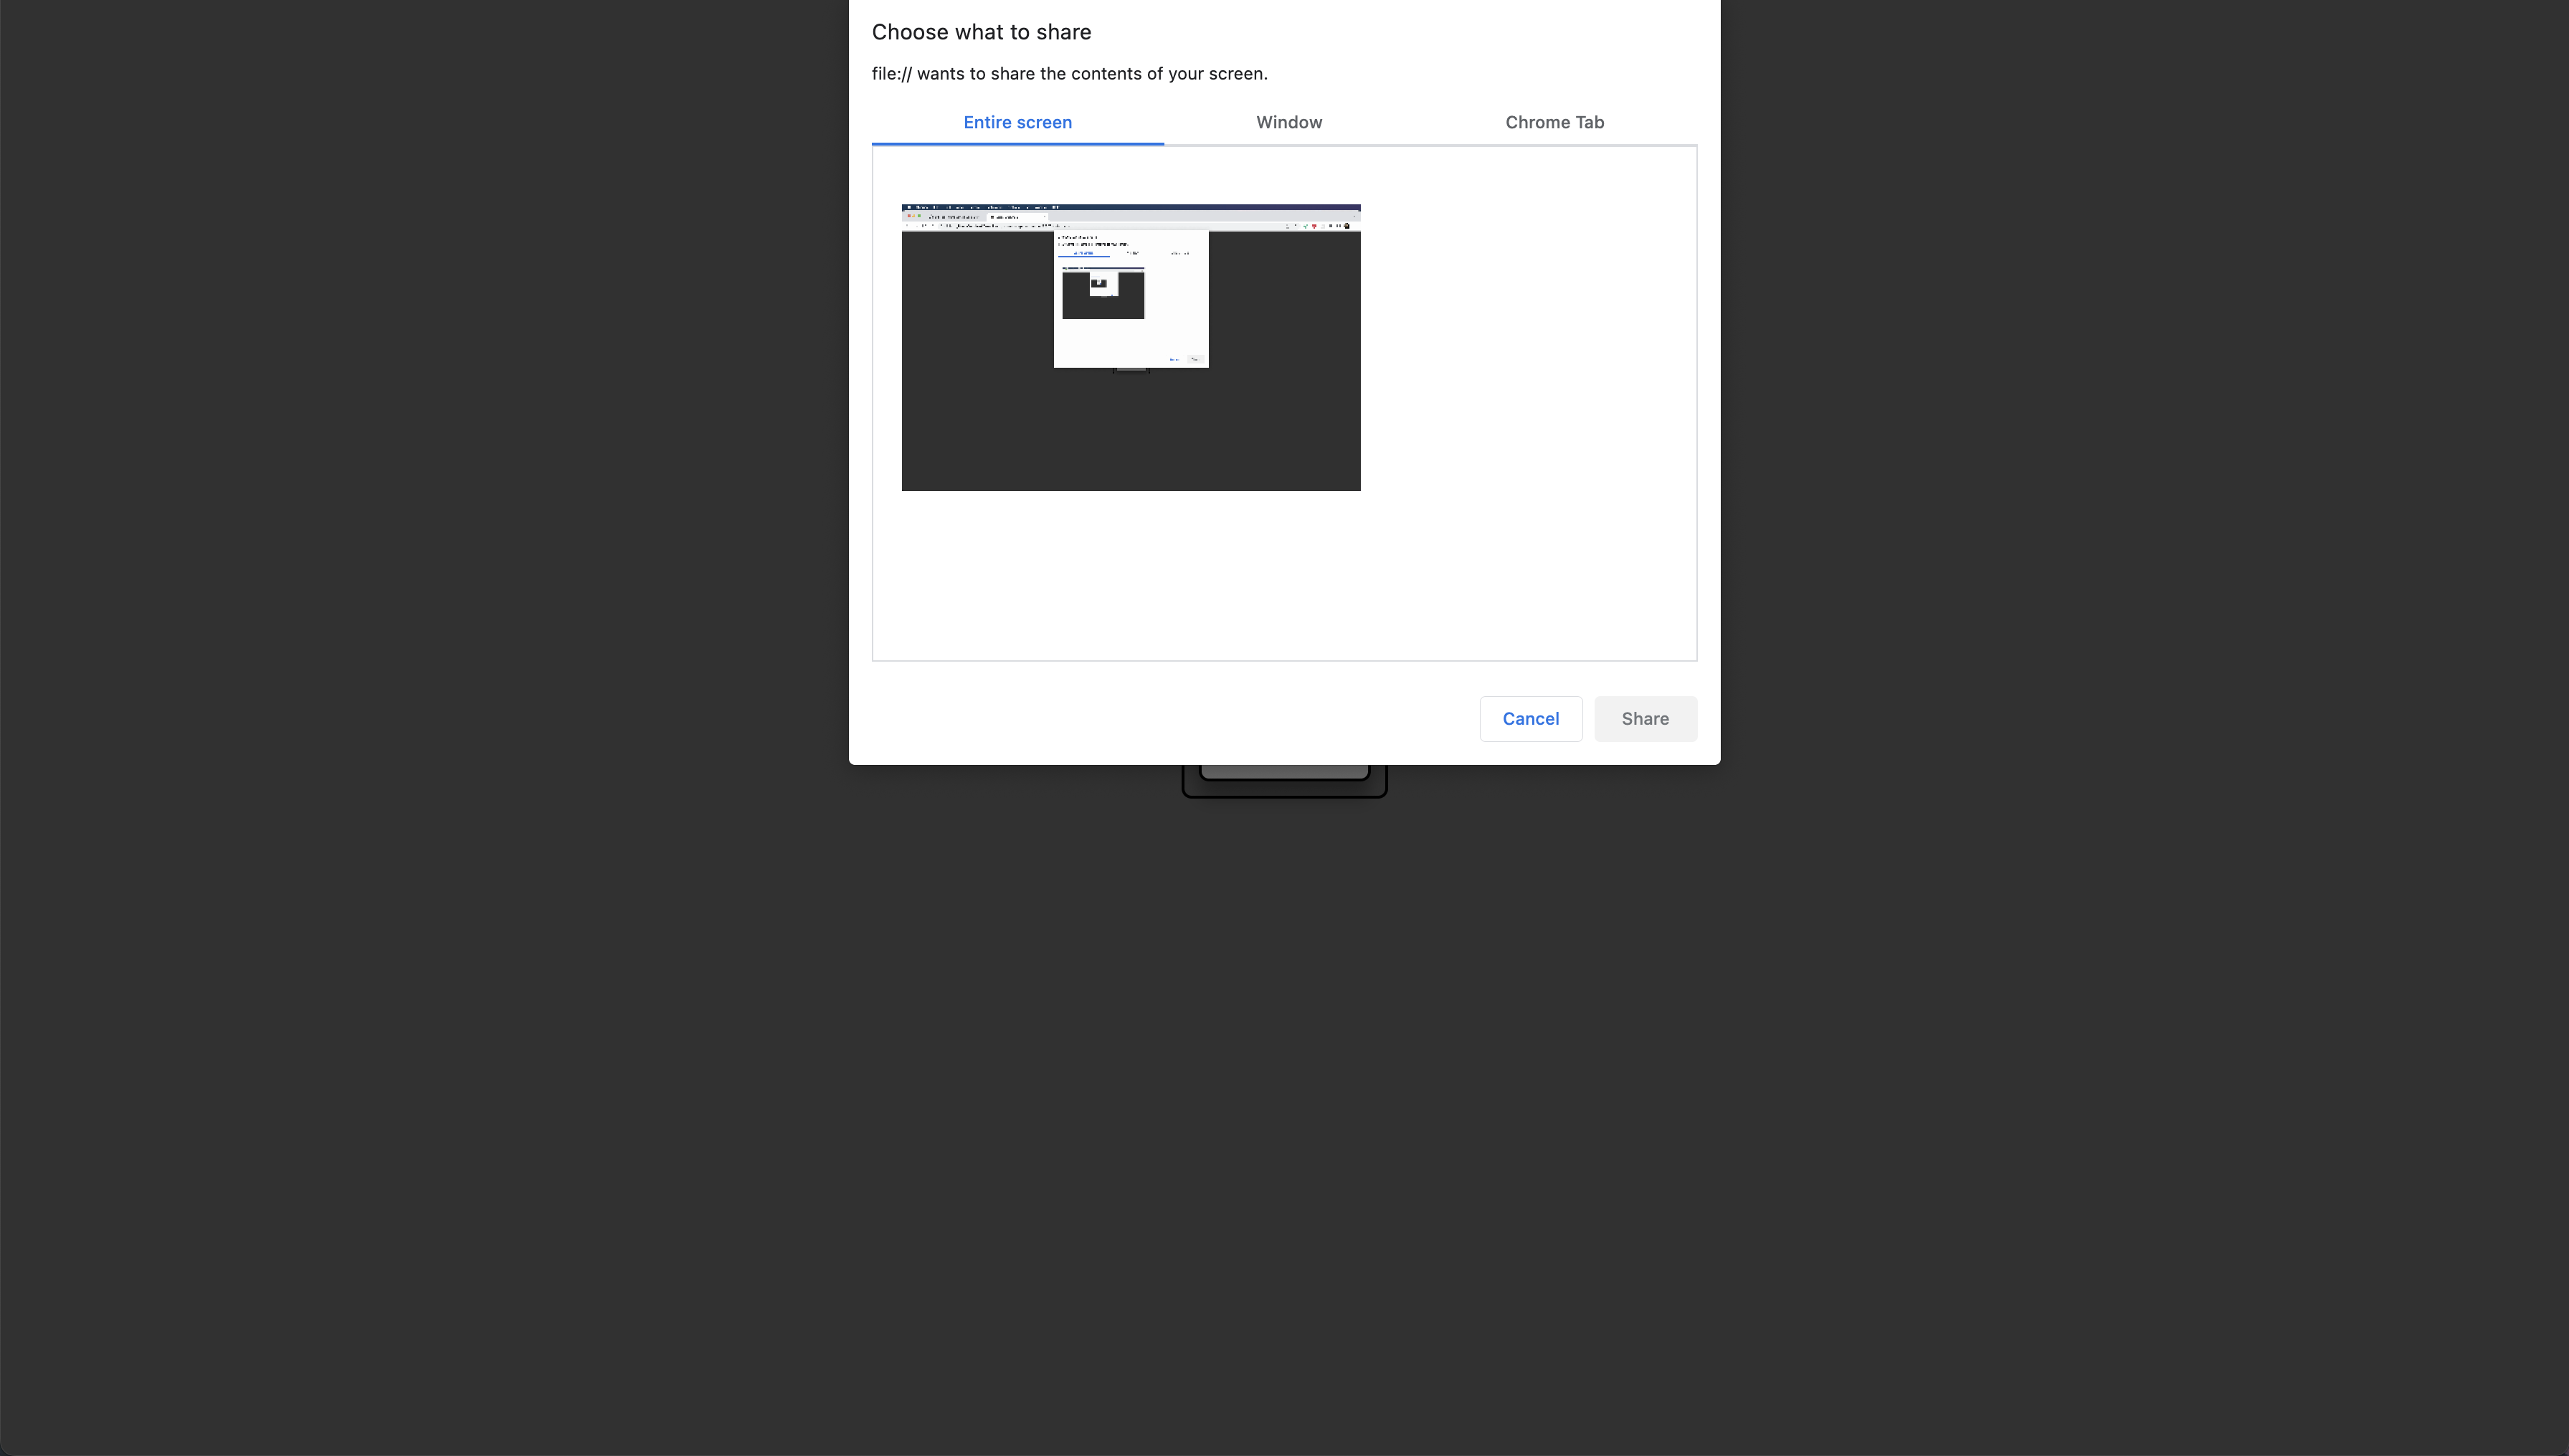 Choose what to share
file:// wants to share the contents of your screen.
Entire screen Window Chrome Tab
Cancel Share